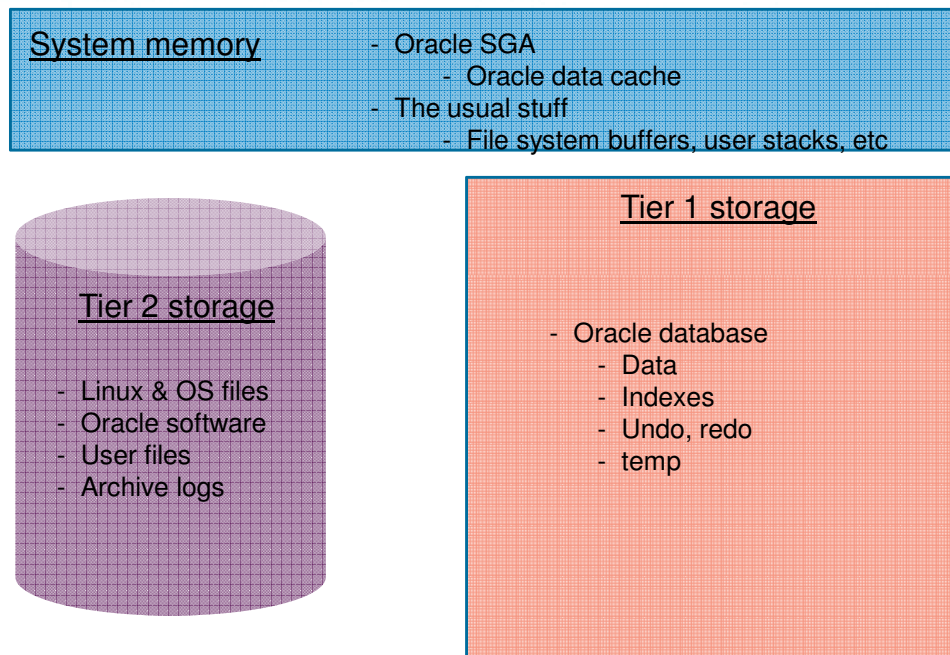 System memory
- Oracle SGA
- Oracle data cache
- The usual stuff
- File system buffers, user stacks, etc
Tier 2 storage
- Linux & OS files
- Oracle software
- User files
- Archive logs
Tier 1 storage
- Oracle database
- Data
- Indexes
- Undo, redo
- temp